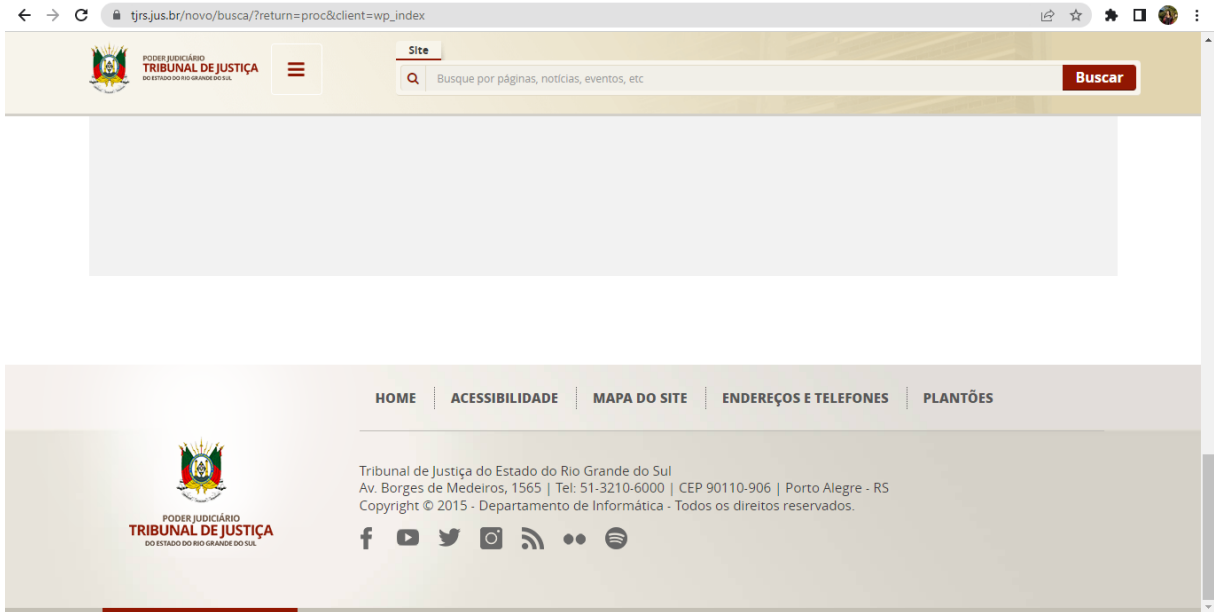 tjrs.jus.br/novo/busca/?return=proc&client=wp_index
PODER JUDICIÁRIO
TRIBUNAL DE JUSTIÇA
DO ESTADO DO RIO GRANDE DO SUL
Site
Busque por páginas, notícias, eventos, etc
Buscar
HOME
ACESSIBILIDADE
MAPA DO SITE
ENDEREÇOS E TELEFONES
PLANTÕES
PODER JUDICIÁRIO
TRIBUNAL DE JUSTIÇA
DO ESTADO DO RIO GRANDE DO SUL
Tribunal de Justiça do Estado do Rio Grande do Sul
Av. Borges de Medeiros, 1565 | Tel: 51-3210-6000 | CEP 90110-906 | Porto Alegre - RS
Copyright © 2015 - Departamento de Informática - Todos os direitos reservados.